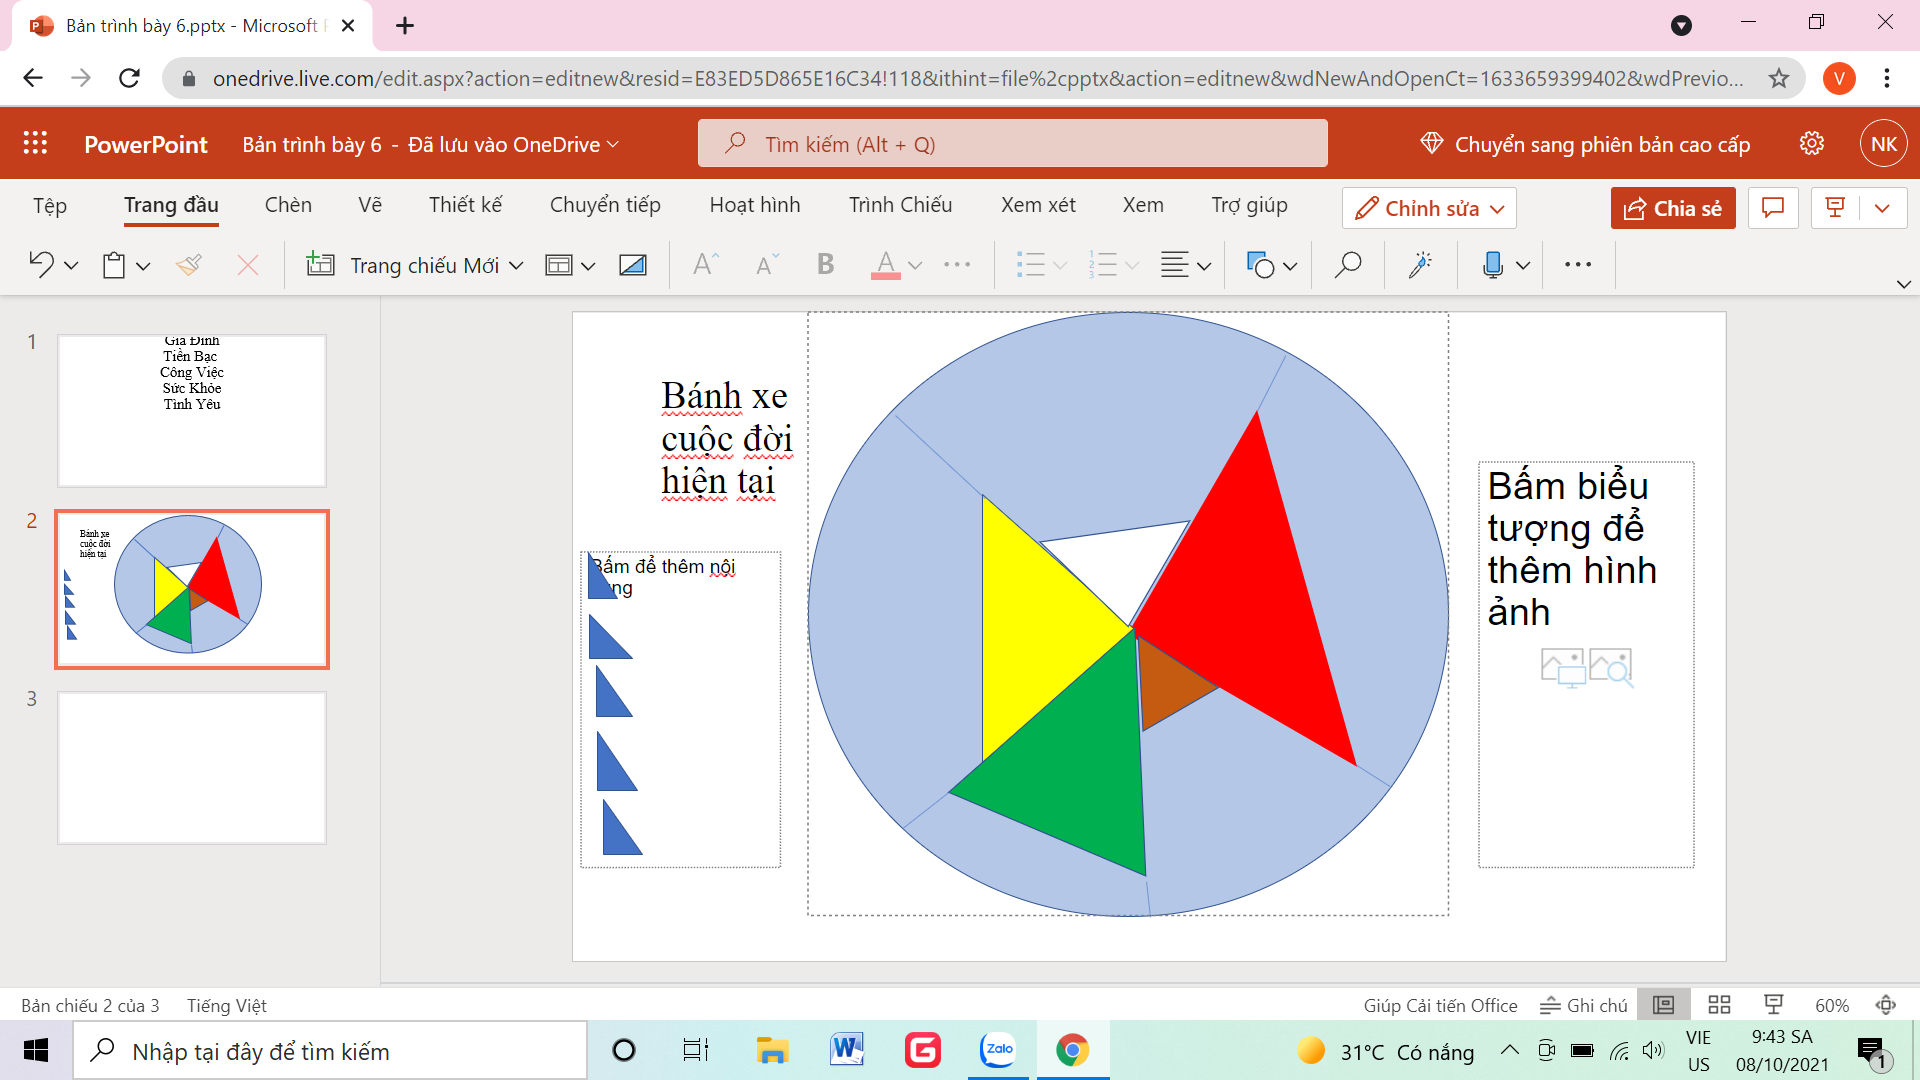 Bản trình bày 6.pptx - Microsoft
onedrive.live.com/edit.aspx?action=editnew&resid=E83ED5D865E16C34!118&ithint=file%2cpptx&action=editnew&wdNewAndOpenCt=1633659399402&wdPrevio...
V
PowerPoint
Bản trình bày 6 - Đã lưu vào OneDrive
Tìm kiếm (Alt + Q)
Chuyển sang phiên bản cao cấp
NK
Tệp
Trang đầu
Chèn
Vẽ
Thiết kế
Chuyển tiếp
Hoạt hình
Trình Chiếu
Xem xét
Xem
Trợ giúp
Chỉnh sửa
Chia sẻ
Trang chiếu Mới
1
Gia Đình
Tiền Bạc
Công Việc
Sức Khỏe
Tình Yêu
2
Bánh xe
cuộc đời
hiện tại
3
Bánh xe
cuộc đời
hiện tại
Bấm để thêm nội
Bấm biểu
tượng để
thêm hình
ảnh
Bản chiếu 2 của 3
Tiếng Việt
Giúp Cải tiến Office
Ghi chú
60%
Nhập tại đây để tìm kiếm
Zalo
31°C Có nắng
VIE
US
9:43 SA
08/10/2021
1